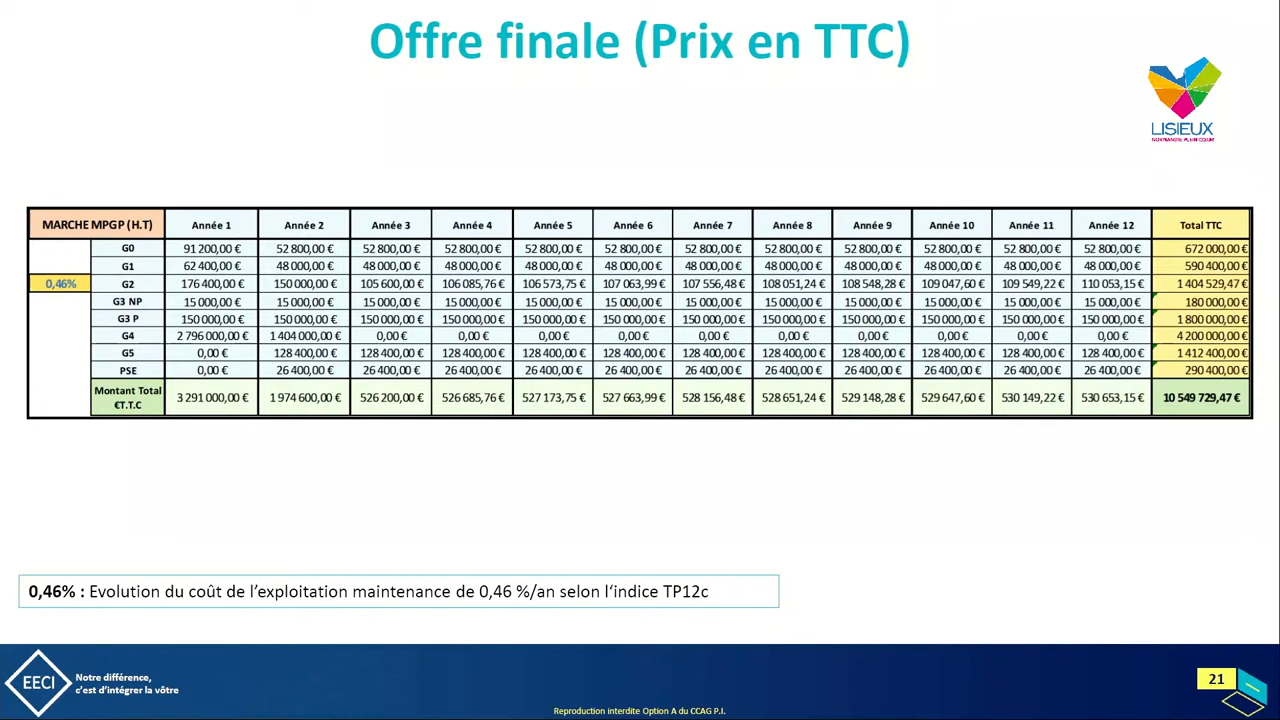 Offre finale (Prix en TTC)
LISIEUX
NORMANDIE PLEIN CŒUR
MARCHE MPGP (H.T) Année 1 Année 2 Année 3 Année 4 Année 5 Année 6 Année 7 Année 8 Année 9 Année 10 Année 11 Année 12 Total TTC
G0 91 200,00 € 52 800,00 € 52 800,00 € 52 800,00 € 52 800,00 € 52 800,00 € 52 800,00 € 52 800,00 € 52 800,00 € 52 800,00 € 52 800,00 € 52 800,00 € 672 000,00 €
G1 62 400,00 € 48 000,00 € 48 000,00 € 48 000,00 € 48 000,00 € 48 000,00 € 48 000,00 € 48 000,00 € 48 000,00 € 48 000,00 € 48 000,00 € 48 000,00 € 590 400,00 €
0,46% G2 176 400,00 € 150 000,00 € 105 600,00 € 106 085,76 € 106 573,75 € 107 063,99 € 107 556,48 € 108 051,24 € 108 548,28 € 109 047,60 € 109 549,22 € 110 053,15 € 1 404 529,47 €
G3 NP 15 000,00 € 15 000,00 € 15 000,00 € 15 000,00 € 15 000,00 € 15 000,00 € 15 000,00 € 15 000,00 € 15 000,00 € 15 000,00 € 15 000,00 € 15 000,00 € 180 000,00 €
G3 P 150 000,00 € 150 000,00 € 150 000,00 € 150 000,00 € 150 000,00 € 150 000,00 € 150 000,00 € 150 000,00 € 150 000,00 € 150 000,00 € 150 000,00 € 150 000,00 € 1 800 000,00 €
G4 2 796 000,00 € 1 404 000,00 € 0,00 € 0,00 € 0,00 € 0,00 € 0,00 € 0,00 € 0,00 € 0,00 € 0,00 € 0,00 € 4 200 000,00 €
G5 0,00 € 128 400,00 € 128 400,00 € 128 400,00 € 128 400,00 € 128 400,00 € 128 400,00 € 128 400,00 € 128 400,00 € 128 400,00 € 128 400,00 € 128 400,00 € 1 412 400,00 €
PSE 0,00 € 26 400,00 € 26 400,00 € 26 400,00 € 26 400,00 € 26 400,00 € 26 400,00 € 26 400,00 € 26 400,00 € 26 400,00 € 26 400,00 € 26 400,00 € 290 400,00 €
Montant Total
€T.T.C 3 291 000,00 € 1 974 600,00 € 526 200,00 € 526 685,76 € 527 173,75 € 527 663,99 € 528 156,48 € 528 651,24 € 529 148,28 € 529 647,60 € 530 149,22 € 530 653,15 € 10 549 729,47 €
0,46% : Evolution du coût de l’exploitation maintenance de 0,46 %/an selon l‘indice TP12c
EECI
Notre différence,
c’est d’intégrer la vôtre
21
Reproduction interdite Option A du CCAG P.I.